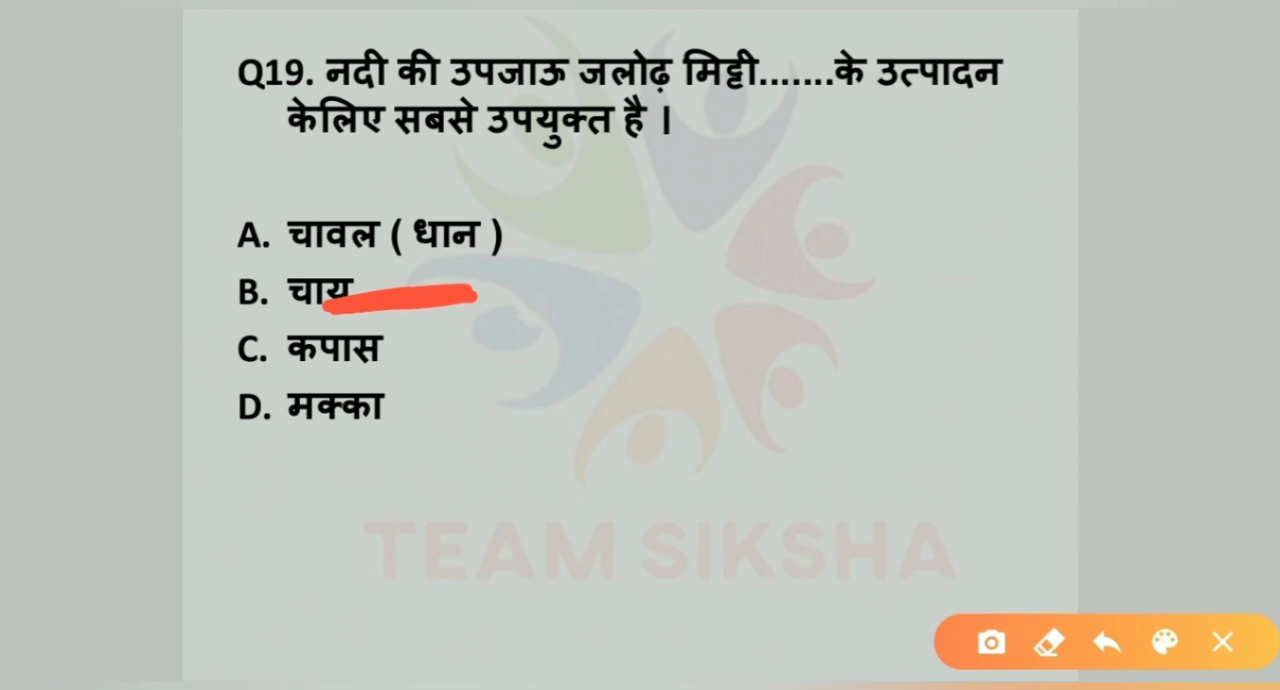 Q19. नदी की उपजाऊ जलोढ़ मिट्टी.......के उत्पादन
केलिए सबसे उपयुक्त है ।
A. चावल ( धान )
B. चाय
C. कपास
D. मक्का
TEAM SIKSHA